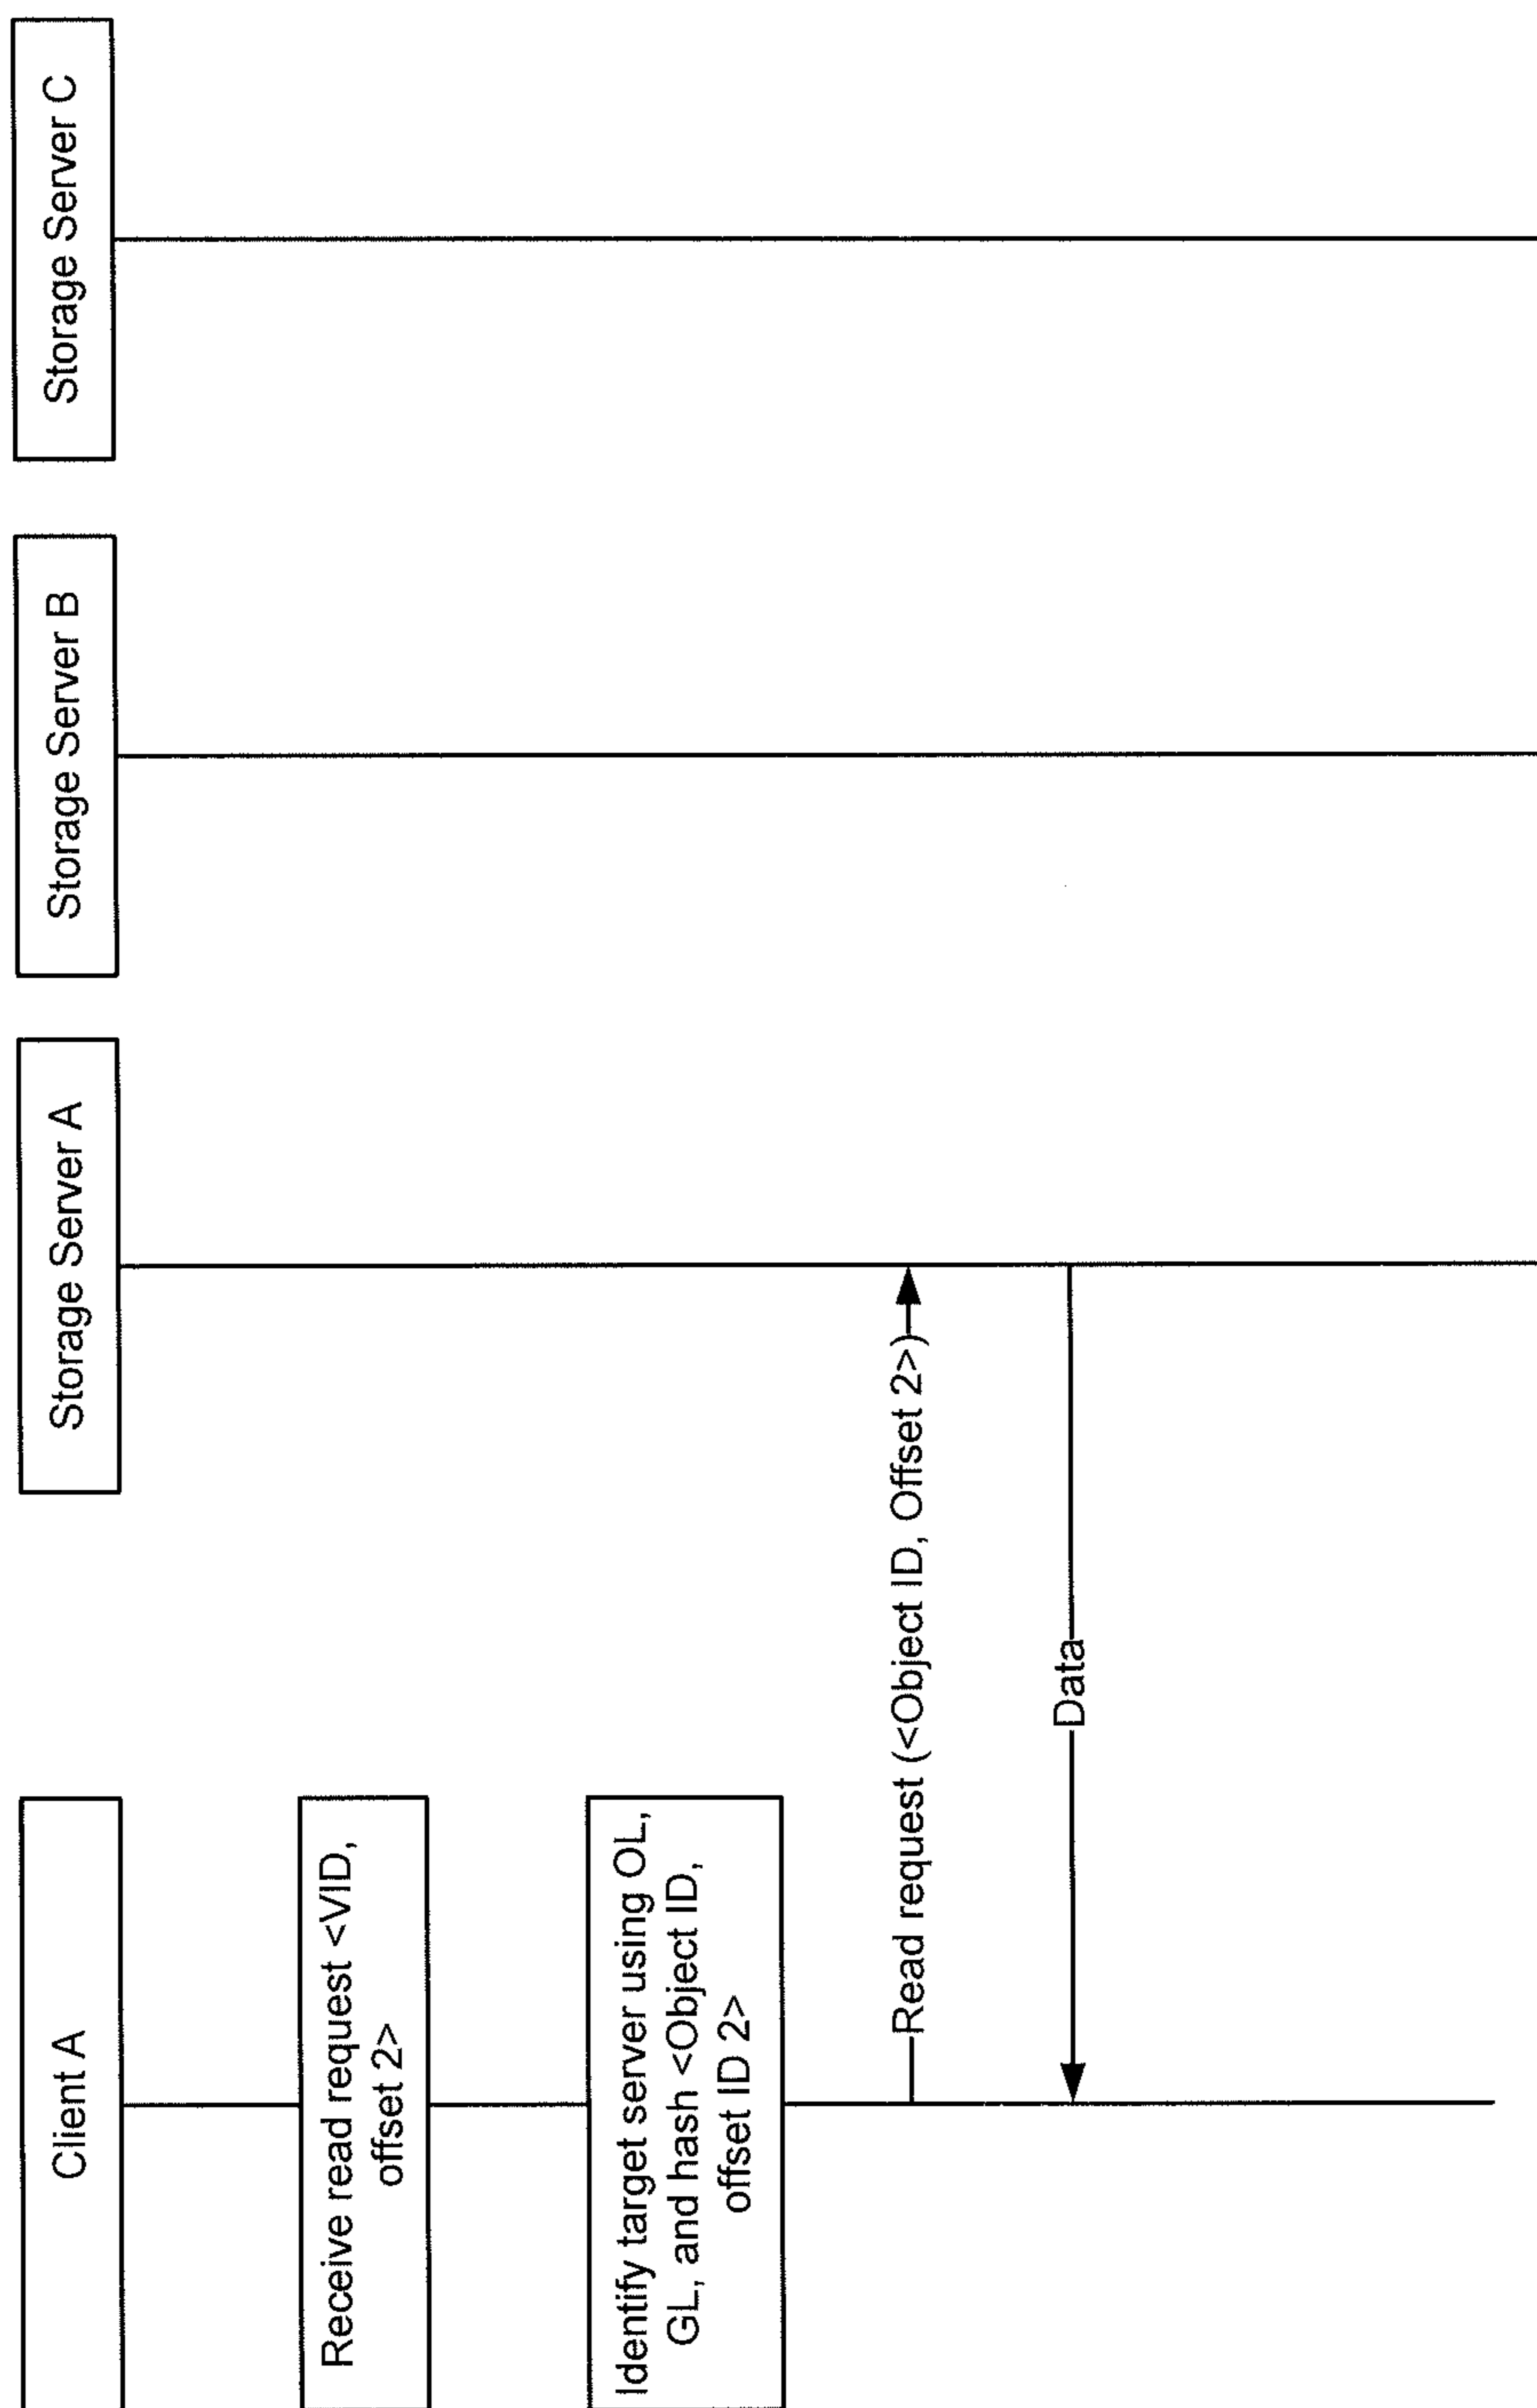 Client A
Storage Server A
Storage Server B
Storage Server C
Receive read request <VID,
offset 2>
Identify target server using OL,
GL, and hash <Object ID,
offset ID 2>
Read request (<Object ID, Offset 2>)
Data